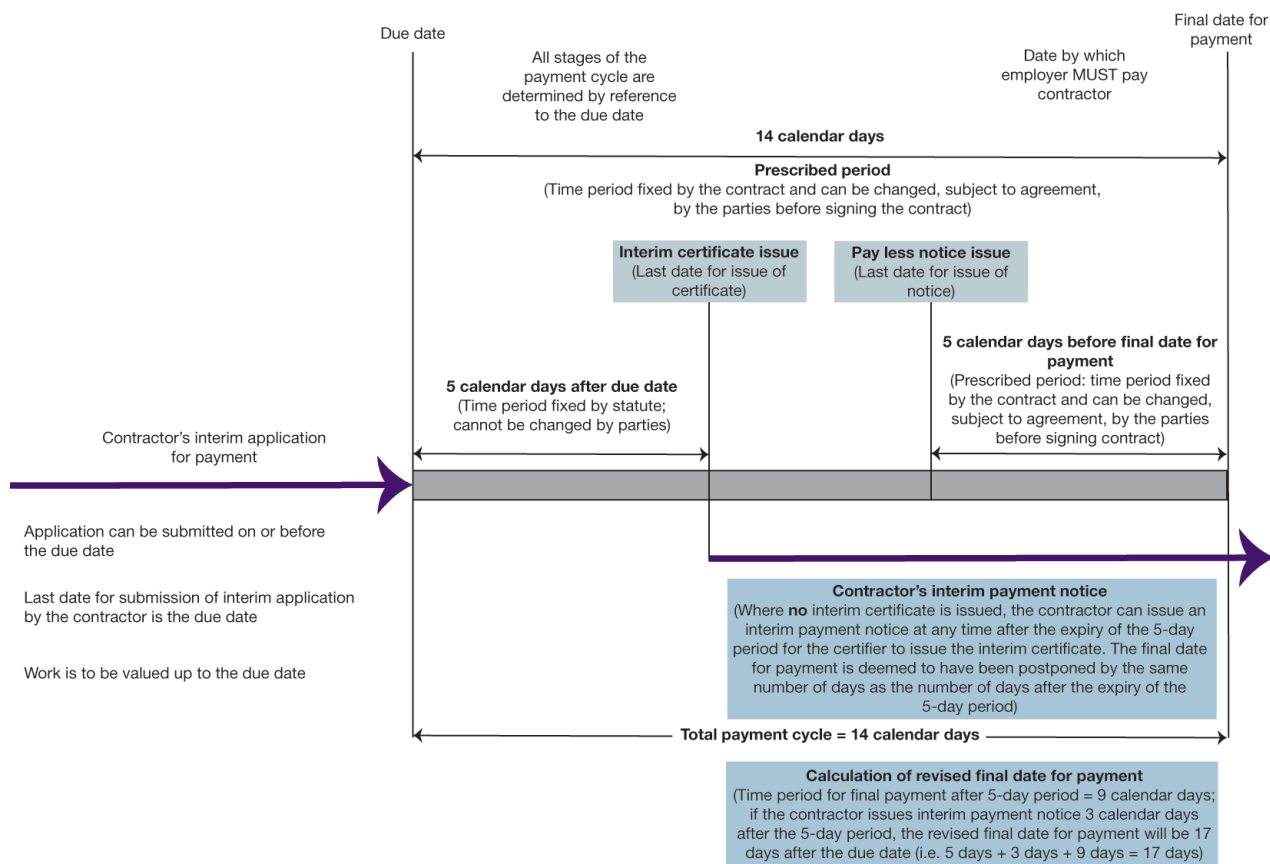 Due date
Final date for
payment
All stages of the
payment cycle are
determined by reference
to the due date
Date by which
employer MUST pay
contractor
14 calendar days
Prescribed period
(Time period fixed by the contract and can be changed, subject to agreement,
by the parties before signing the contract)
Interim certificate issue
(Last date for issue of
certificate)
Pay less notice issue
(Last date for issue of
notice)
5 calendar days after due date
(Time period fixed by statute;
cannot be changed by parties)
5 calendar days before final date for
payment
(Prescribed period: time period fixed
by the contract and can be changed,
subject to agreement, by the parties
before signing contract)
Contractor’s interim application
for payment
Application can be submitted on or before
the due date
Last date for submission of interim application
by the contractor is the due date
Work is to be valued up to the due date
Contractor’s interim payment notice
(Where no interim certificate is issued, the contractor can issue an
interim payment notice at any time after the expiry of the 5-day
period for the certifier to issue the interim certificate. The final date
for payment is deemed to have been postponed by the same
number of days as the number of days after the expiry of the
5-day period)
Total payment cycle = 14 calendar days
Calculation of revised final date for payment
(Time period for final payment after 5-day period = 9 calendar days;
if the contractor issues interim payment notice 3 calendar days
after the 5-day period, the revised final date for payment will be 17
days after the due date (i.e. 5 days + 3 days + 9 days = 17 days)